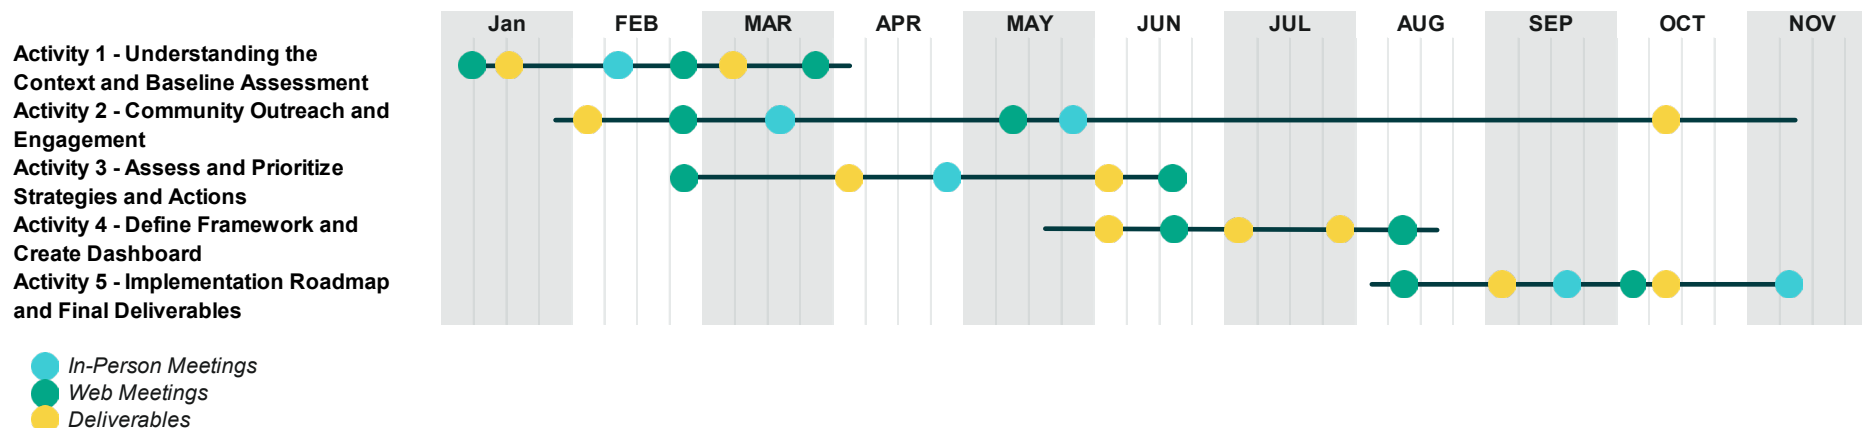 Jan FEB MAR APR MAY JUN JUL AUG SEP OCT NOV
Activity 1 - Understanding the
Context and Baseline Assessment
Activity 2 - Community Outreach and
Engagement
Activity 3 - Assess and Prioritize
Strategies and Actions
Activity 4 - Define Framework and
Create Dashboard
Activity 5 - Implementation Roadmap
and Final Deliverables
In-Person Meetings
Web Meetings
Deliverables